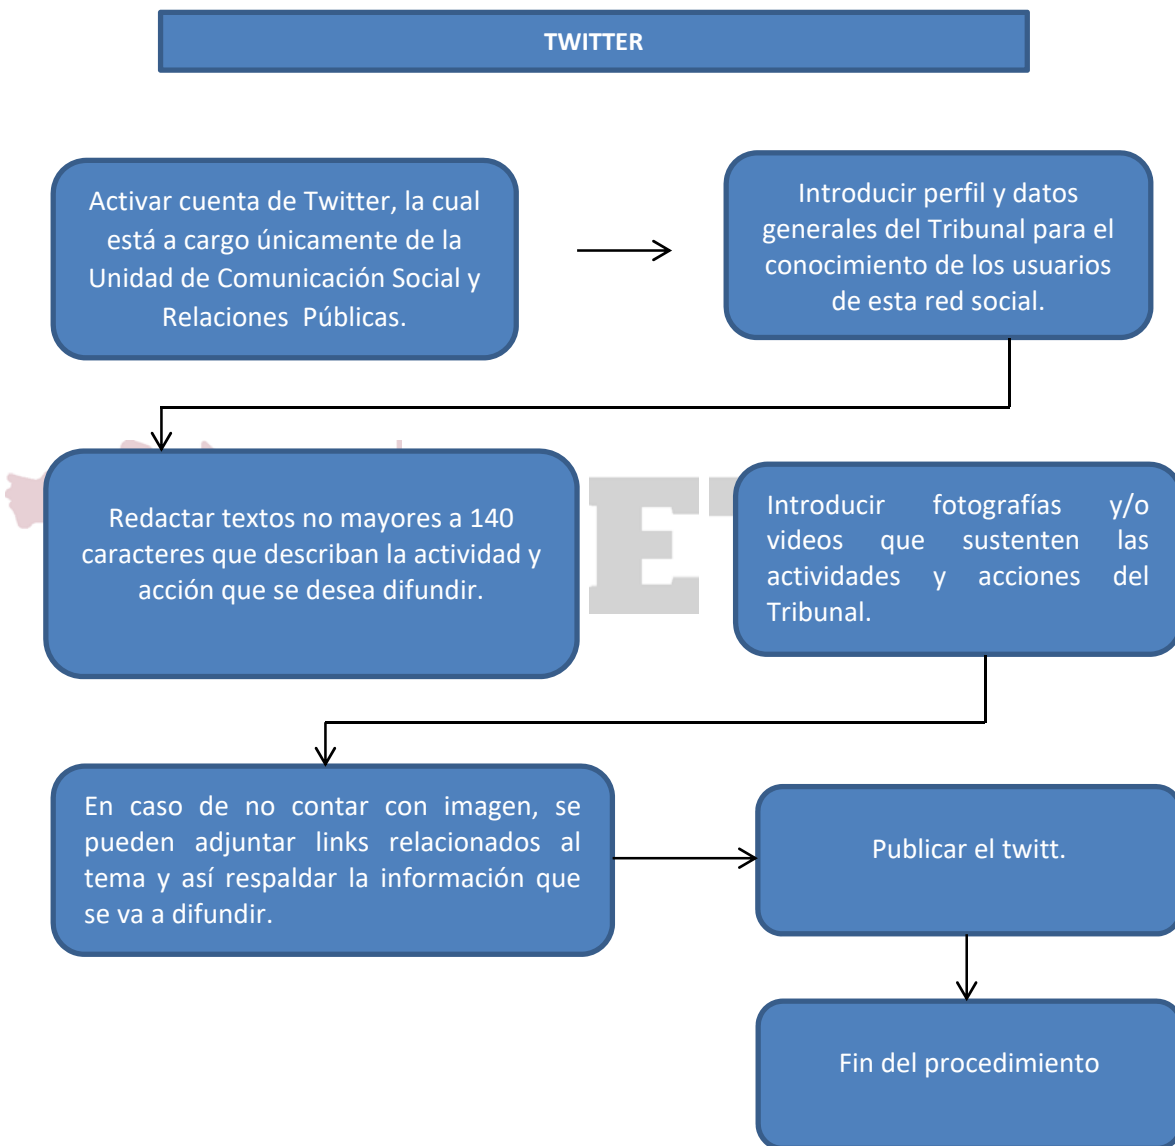 TWITTER
Activar cuenta de Twitter, la cual
está a cargo únicamente de la
Unidad de Comunicación Social y
Relaciones Públicas.
Introducir perfil y datos
generales del Tribunal para el
conocimiento de los usuarios
de esta red social.
Redactar textos no mayores a 140
caracteres que describan la actividad y
acción que se desea difundir.
Introducir fotografías y/o
videos que sustenten las
actividades y acciones del
Tribunal.
En caso de no contar con imagen, se
pueden adjuntar links relacionados al
tema y así respaldar la información que
se va a difundir.
Publicar el twitt.
Fin del procedimiento